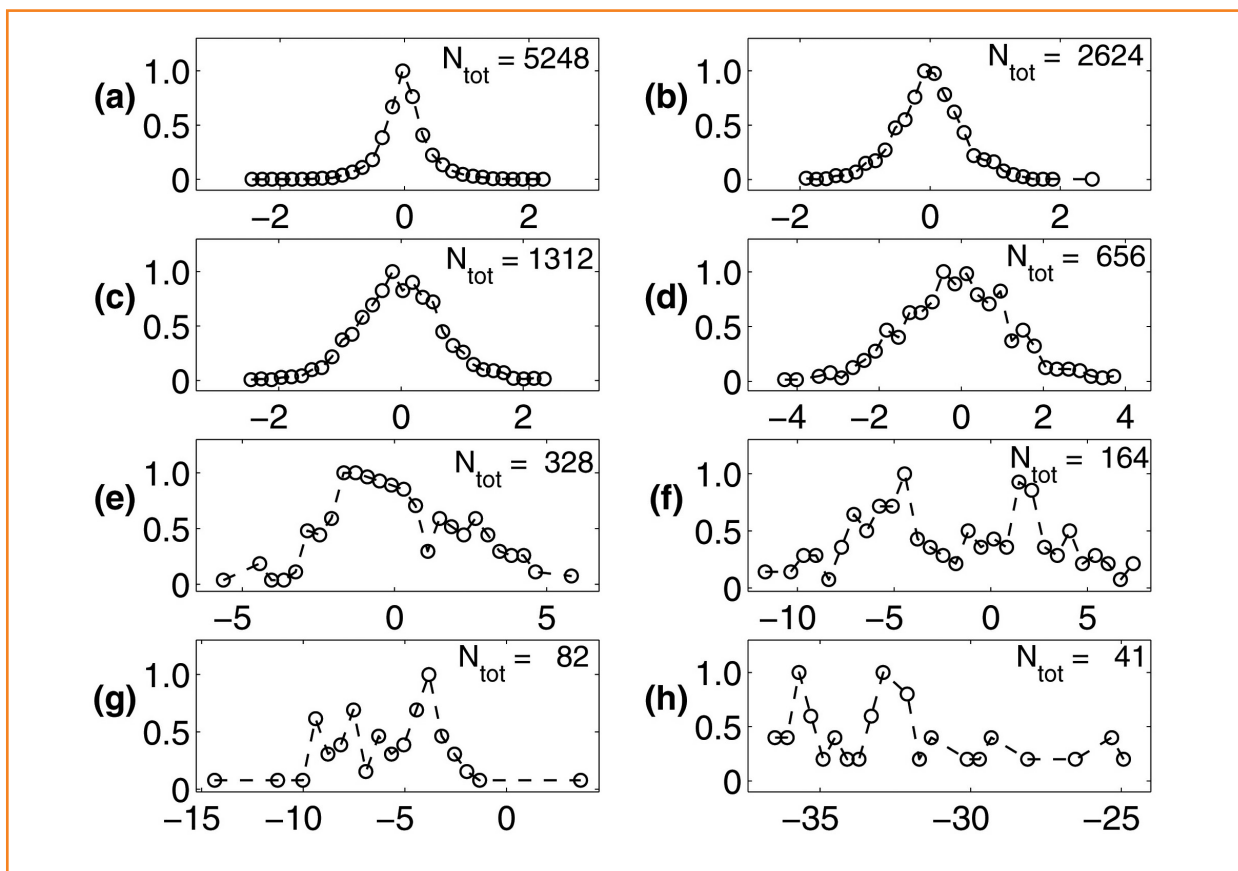 (a) N_tot = 5248
1.0
0.5
0
−2 0 2
(b) N_tot = 2624
1.0
0.5
0
−2 0 2
(c) N_tot = 1312
1.0
0.5
0
−2 0 2
(d) N_tot = 656
1.0
0.5
0
−4 −2 0 2 4
(e) N_tot = 328
1.0
0.5
0
−5 0 5
(f) N_tot = 164
1.0
0.5
0
−10 −5 0 5
(g) N_tot = 82
1.0
0.5
0
−15 −10 −5 0
(h) N_tot = 41
1.0
0.5
0
−35 −30 −25